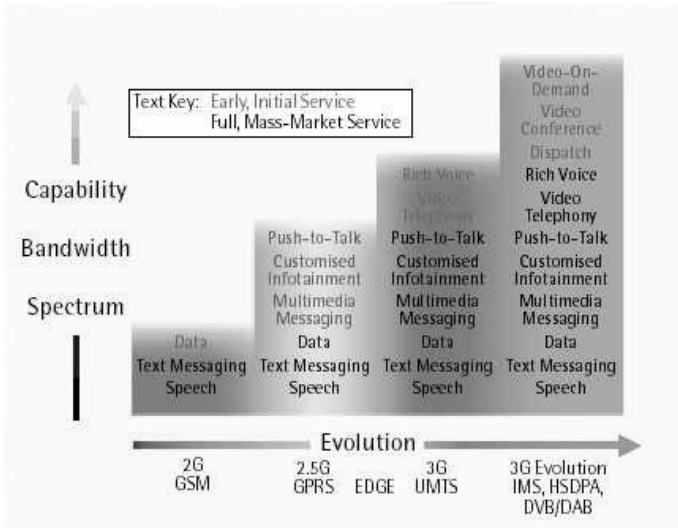 Text Key: Early, Initial Service
Full, Mass-Market Service
Capability
Bandwidth
Spectrum
Data
Text Messaging
Speech
Push-to-Talk
Customised
Infotainment
Multimedia
Messaging
Data
Text Messaging
Speech
Rich Voice
Video
Telephony
Push-to-Talk
Customised
Infotainment
Multimedia
Messaging
Data
Text Messaging
Speech
Video-On-
Demand
Video
Conference
Dispatch
Rich Voice
Video
Telephony
Push-to-Talk
Customised
Infotainment
Multimedia
Messaging
Data
Text Messaging
Speech
Evolution
2G
GSM
2.5G
GPRS
EDGE
3G
UMTS
3G Evolution
IMS, HSDPA,
DVB/DAB